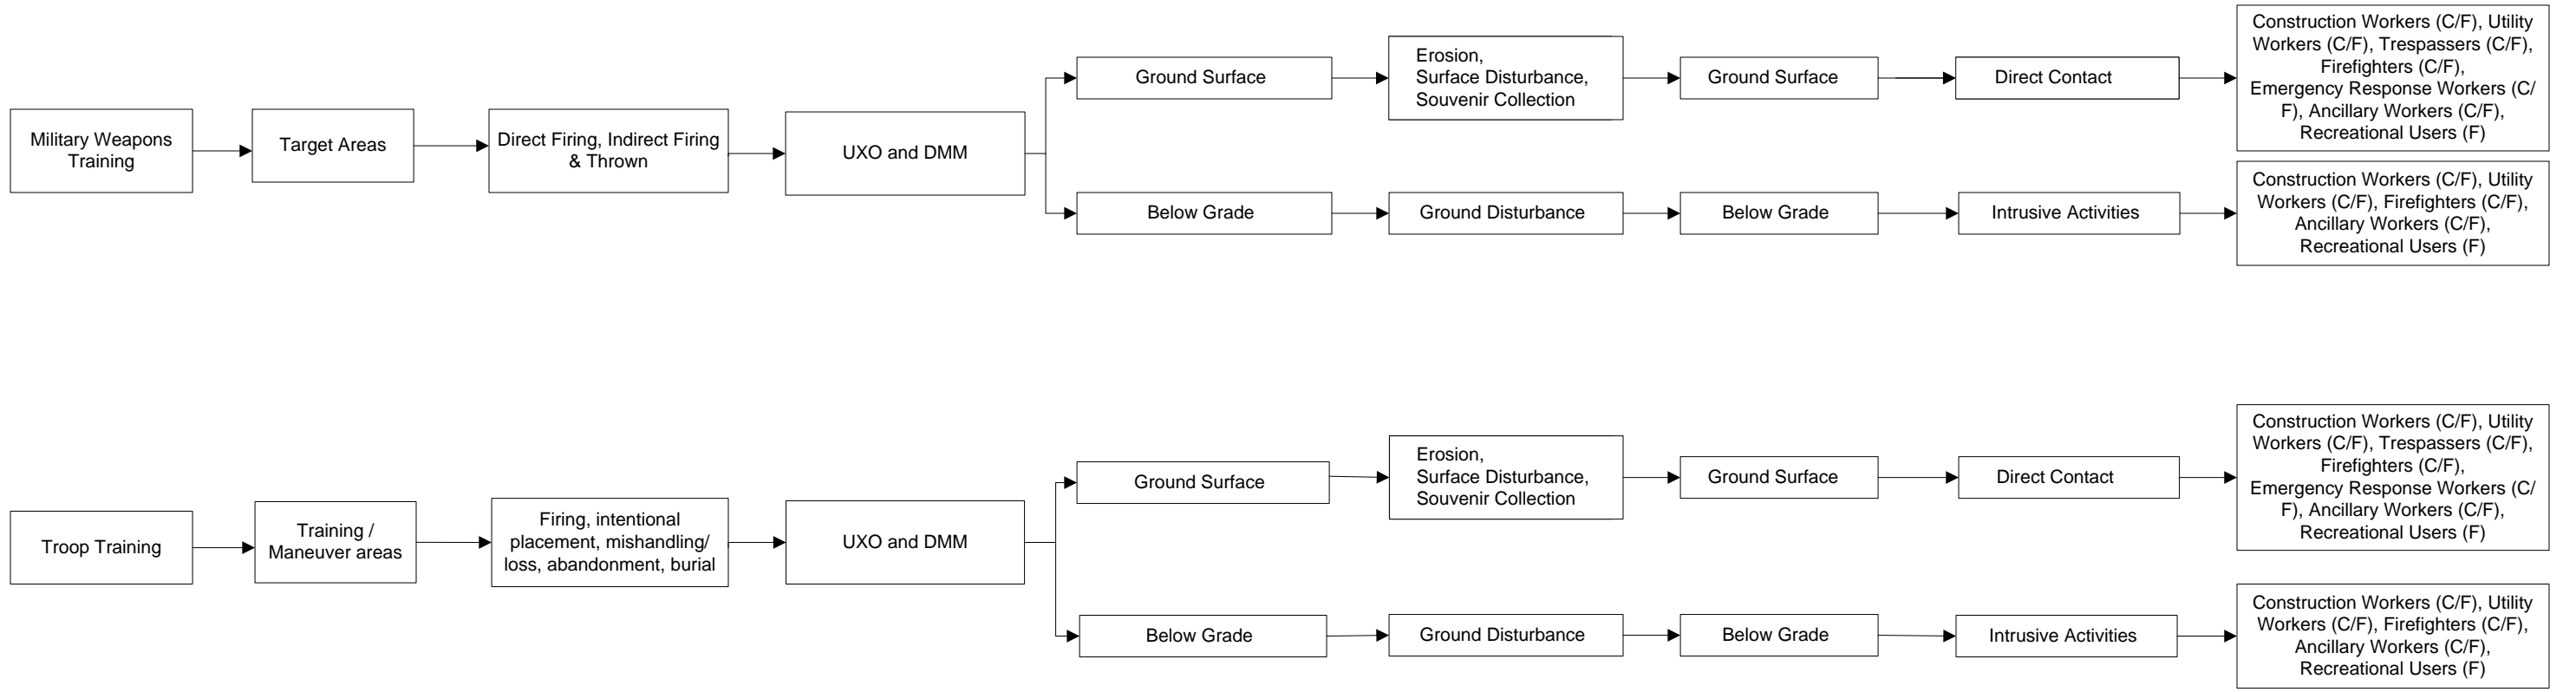 Military Weapons
Training
Target Areas
Direct Firing, Indirect Firing
& Thrown
UXO and DMM
Ground Surface
Erosion,
Surface Disturbance,
Souvenir Collection
Ground Surface
Direct Contact
Construction Workers (C/F), Utility
Workers (C/F), Trespassers (C/F),
Firefighters (C/F),
Emergency Response Workers (C/
F), Ancillary Workers (C/F),
Recreational Users (F)
Below Grade
Ground Disturbance
Below Grade
Intrusive Activities
Construction Workers (C/F), Utility
Workers (C/F), Firefighters (C/F),
Ancillary Workers (C/F),
Recreational Users (F)
Troop Training
Training /
Maneuver areas
Firing, intentional
placement, mishandling/
loss, abandonment, burial
UXO and DMM
Ground Surface
Erosion,
Surface Disturbance,
Souvenir Collection
Ground Surface
Direct Contact
Construction Workers (C/F), Utility
Workers (C/F), Trespassers (C/F),
Firefighters (C/F),
Emergency Response Workers (C/
F), Ancillary Workers (C/F),
Recreational Users (F)
Below Grade
Ground Disturbance
Below Grade
Intrusive Activities
Construction Workers (C/F), Utility
Workers (C/F), Firefighters (C/F),
Ancillary Workers (C/F),
Recreational Users (F)